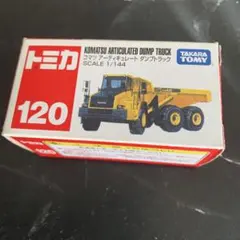 トミカ
120
KOMATSU ARTICULATED DUMP TRUCK
コマツ アーティキュレート ダンプトラック
SCALE 1/144
TAKARA
TOMY